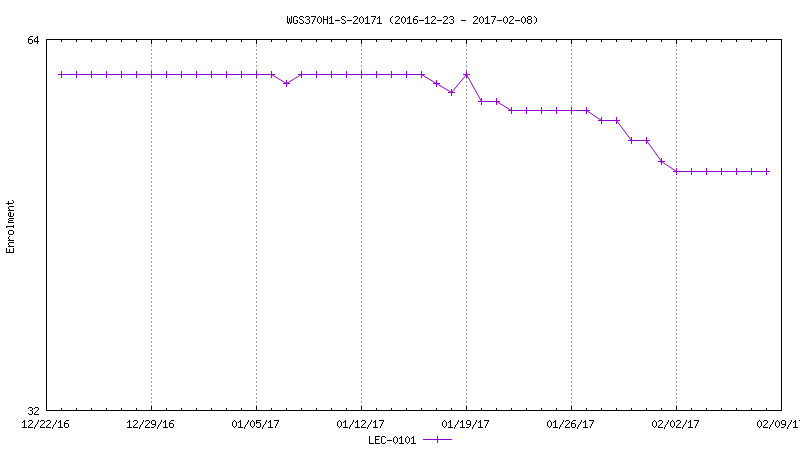 WGS370H1-S-20171 (2016-12-23 - 2017-02-08)
64
Enrolment
32
12/22/16 12/29/16 01/05/17 01/12/17 01/19/17 01/26/17 02/02/17 02/09/1
LEC-0101